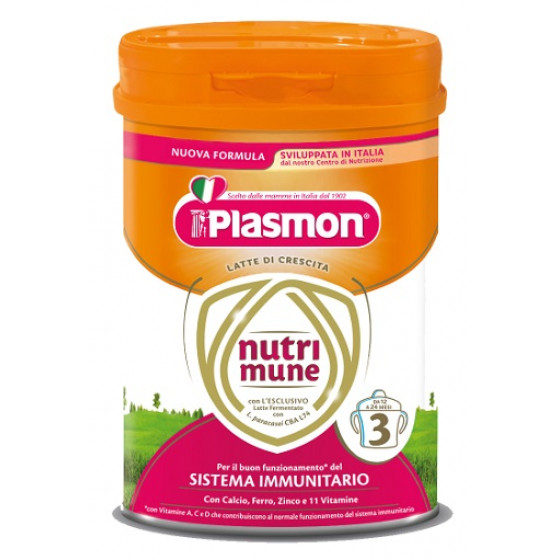 NUOVA FORMULA
SVILUPPATA IN ITALIA
dal nostro Centro di Nutrizione
Scelto dalle mamme in Italia dal 1902
Plasmon®
LATTE DI CRESCITA
nutri
mune
con L'ESCLUSIVO
Latte Fermentato
con
L. paracasei CBA L74
DA 12
A 24 MESI
3
Per il buon funzionamento* del
SISTEMA IMMUNITARIO
Con Calcio, Ferro, Zinco e 11 Vitamine
*con Vitamine A, C e D che contribuiscono al normale funzionamento del sistema immunitario